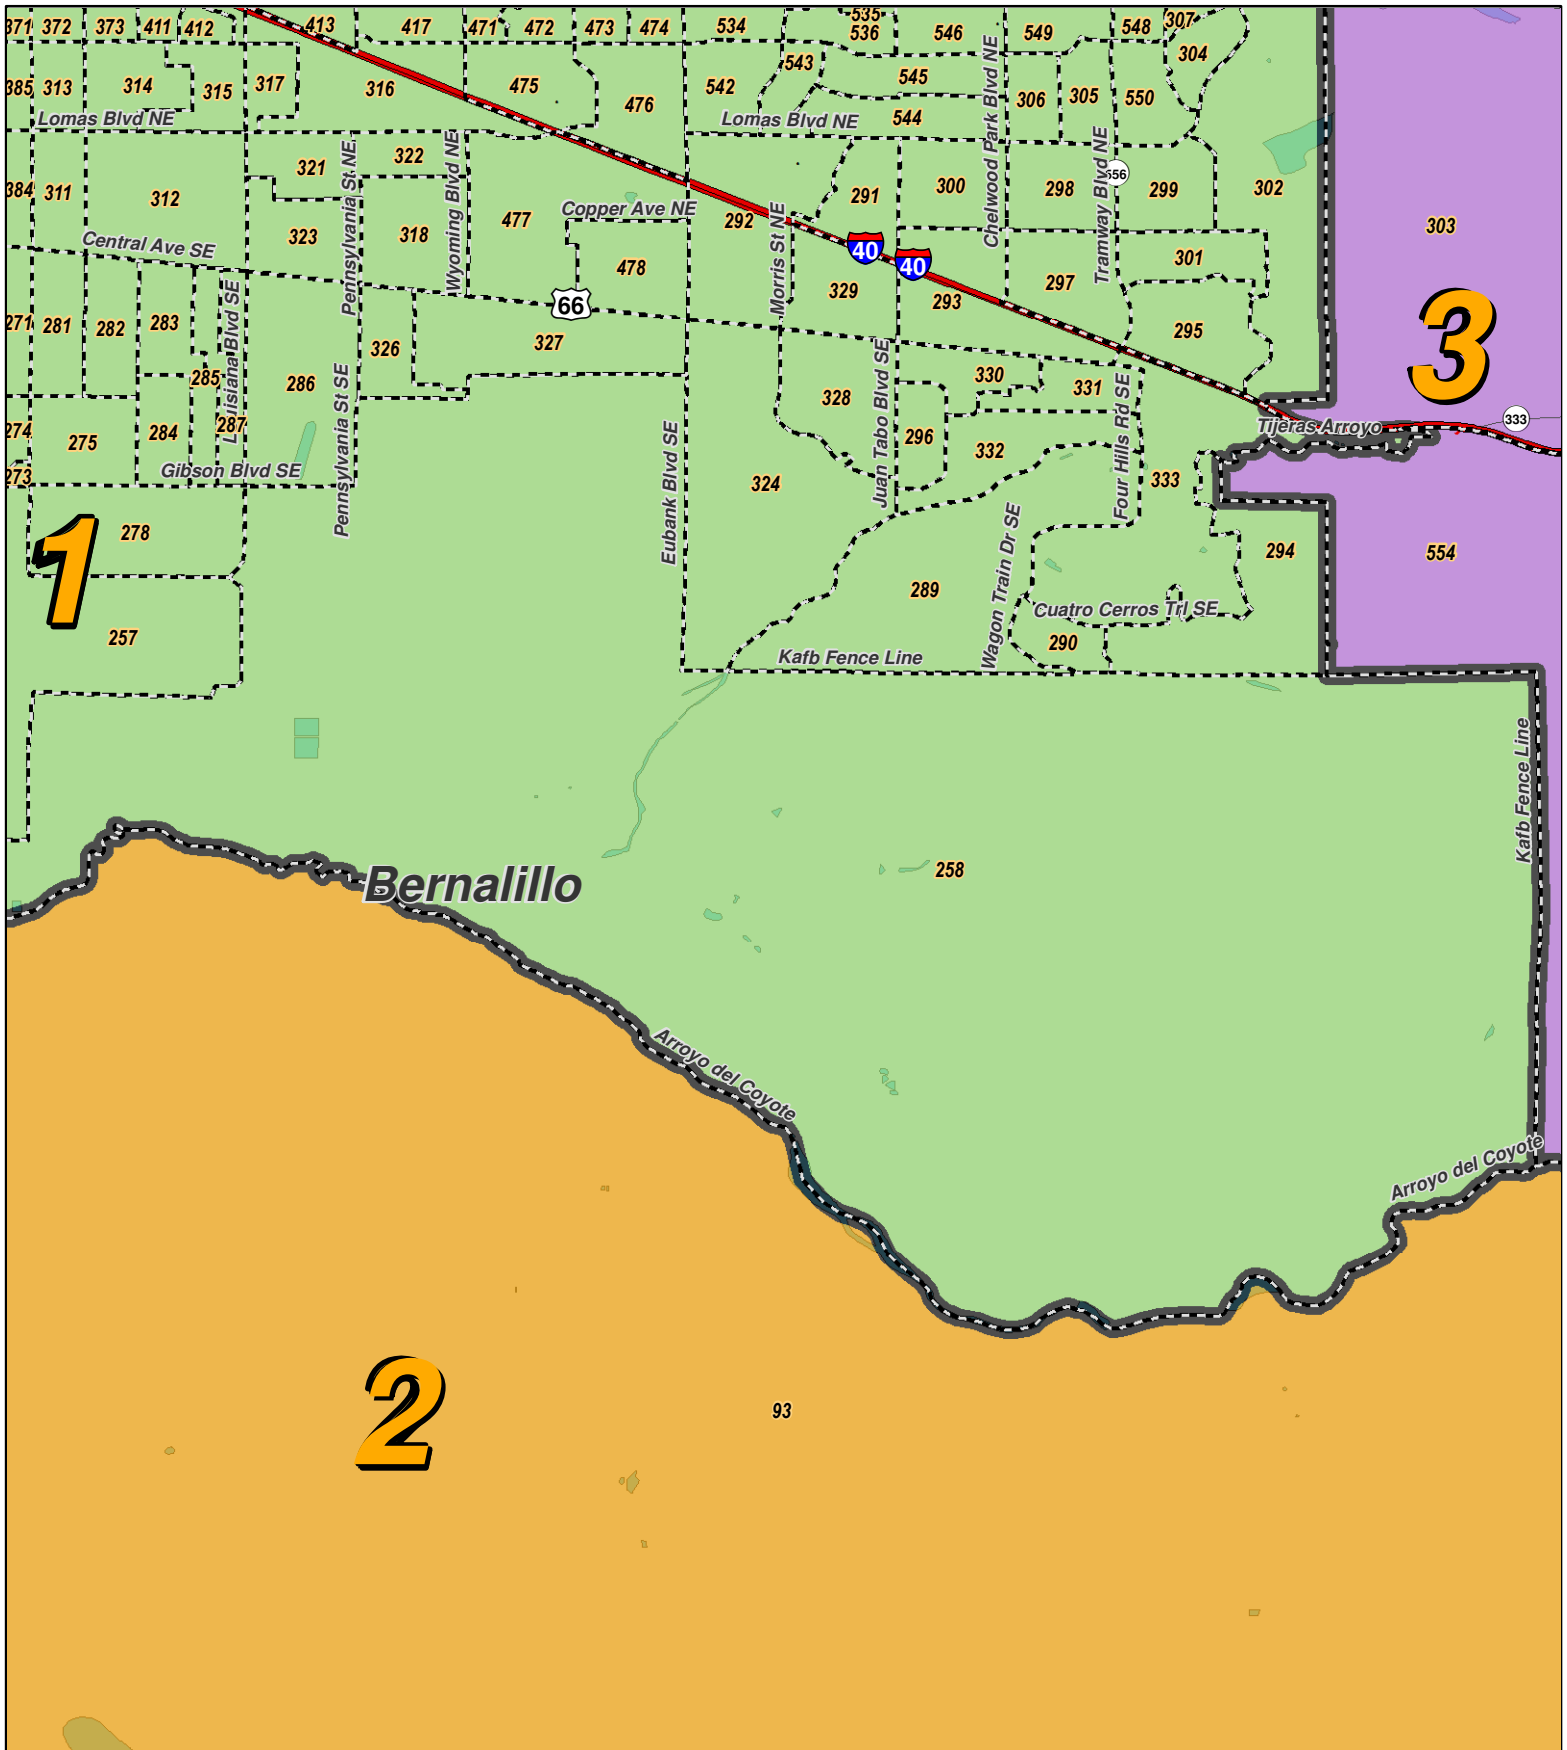 371 372 373 411 412 413 417 471 472 473 474 534 535 536 546 549 548 307
304
385 313 314 315 317 316 475 476 542 543 545 544 306 305 550
Lomas Blvd NE
Lomas Blvd NE
Chelwood Park Blvd NE
Tramway Blvd NE
384 311 312 321 322 323 318 477 292 291 300 298 556 299 302 303
Pennsylvania St NE
Wyoming Blvd NE
Copper Ave NE
Morris St NE
Central Ave SE
478 329 40 40 293 297 301
66
3
271 281 282 283 285 286 326 327 328 330 331 295
Louisiana Blvd SE
Pennsylvania St SE
Eubank Blvd SE
Juan Tabo Blvd SE
Four Hills Rd SE
Tijeras Arroyo
333
274 275 284 287 324 296 332 333
273
Gibson Blvd SE
1
278
294
554
257
289
Wagon Train Dr SE
Cuatro Cerros Trl SE
290
Kafb Fence Line
Kafb Fence Line
Bernalillo
258
Arroyo del Coyote
Arroyo del Coyote
2
93